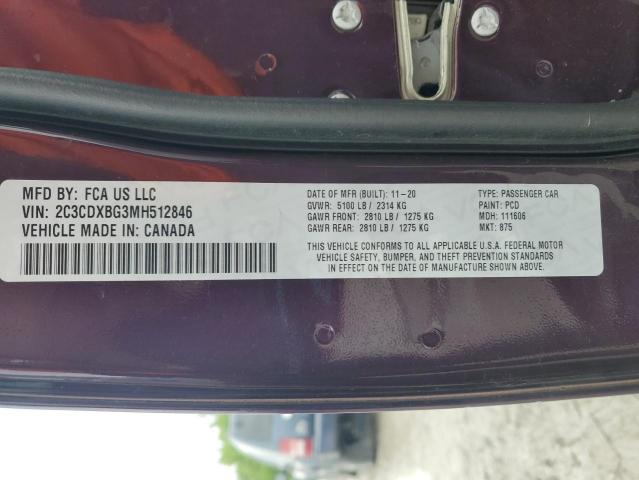 MFD BY: FCA US LLC
VIN: 2C3CDXBG3MH512846
VEHICLE MADE IN: CANADA
DATE OF MFR (BUILT): 11-20
GVWR: 5100 LB / 2314 KG
GAWR FRONT: 2810 LB / 1275 KG
GAWR REAR: 2810 LB / 1275 KG
TYPE: PASSENGER CAR
PAINT: PCD
MDH: 111606
MKT: 875
THIS VEHICLE CONFORMS TO ALL APPLICABLE U.S.A. FEDERAL MOTOR
VEHICLE SAFETY, BUMPER, AND THEFT PREVENTION STANDARDS
IN EFFECT ON THE DATE OF MANUFACTURE SHOWN ABOVE.